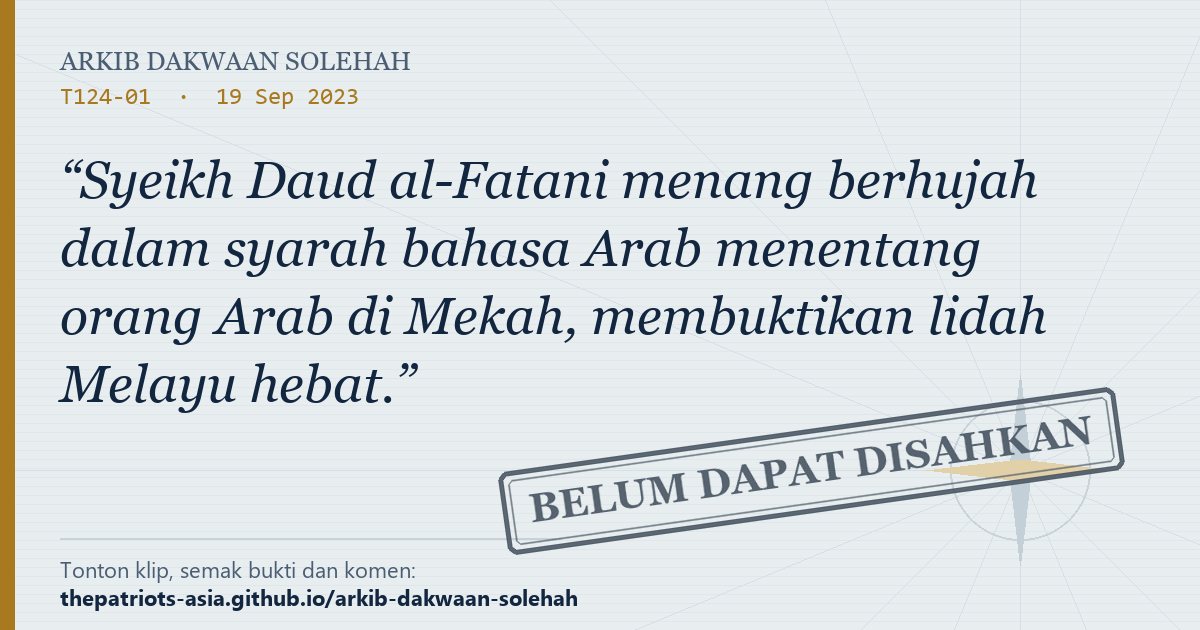 ARKIB DAKWAAN SOLEHAH
T124-01 · 19 Sep 2023
“Syeikh Daud al-Fatani menang berhujah
dalam syarah bahasa Arab menentang
orang Arab di Mekah, membuktikan lidah
Melayu hebat.”
BELUM DAPAT DISAHKAN
Tonton klip, semak bukti dan komen:
thepatriots-asia.github.io/arkib-dakwaan-solehah